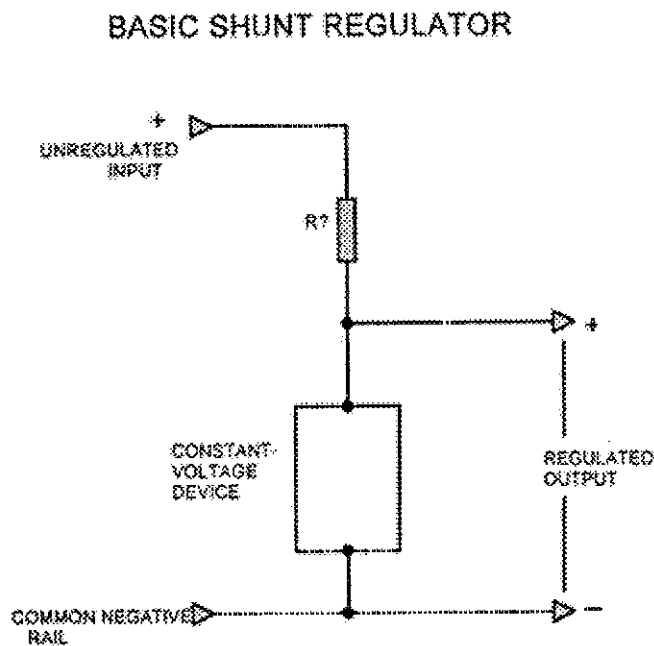 BASIC SHUNT REGULATOR
+
UNREGULATED
INPUT
R?
+
CONSTANT-
VOLTAGE
DEVICE
REGULATED
OUTPUT
COMMON NEGATIVE
RAIL
−